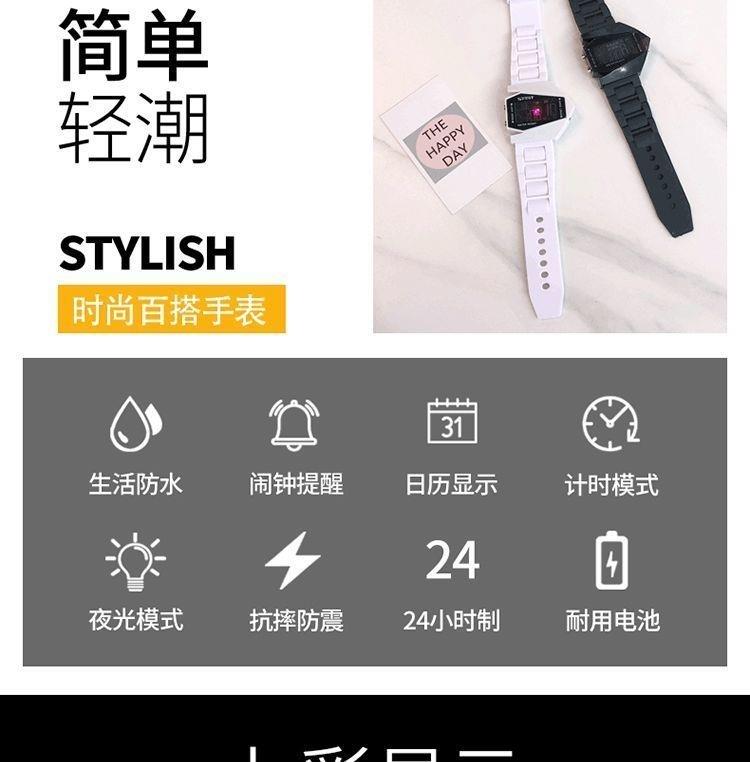 简单
轻潮
STYLISH
时尚百搭手表
THE
HAPPY
DAY
31
生活防水
闹钟提醒
日历显示
计时模式
24
夜光模式
抗摔防震
24小时制
耐用电池